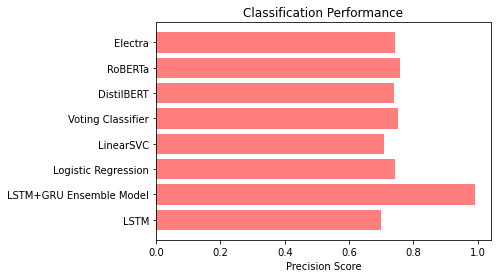 Classification Performance
Electra
RoBERTa
DistilBERT
Voting Classifier
LinearSVC
Logistic Regression
LSTM+GRU Ensemble Model
LSTM
0.0 0.2 0.4 0.6 0.8 1.0
Precision Score